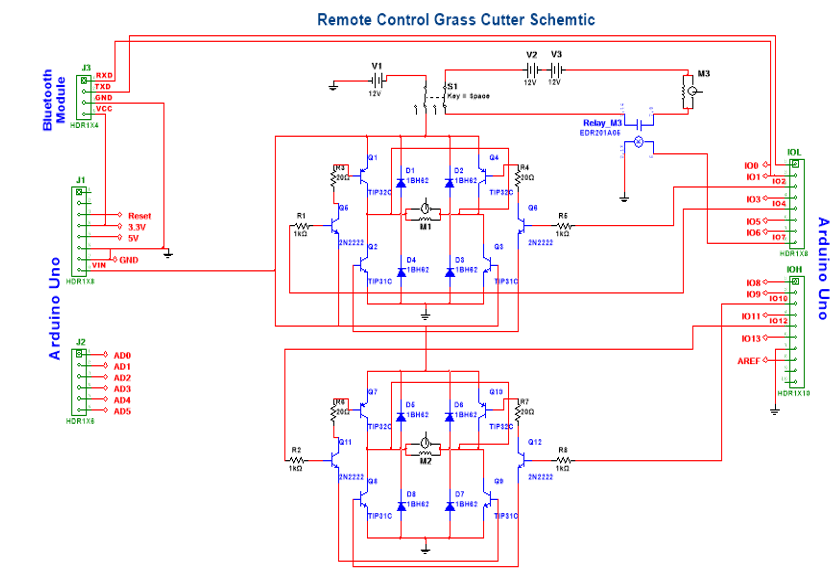 Remote Control Grass Cutter Schemtic
J3
Bluetooth
Module
RXD
TXD
GND
VCC
HDR1X4
V1
12V
S1
Key = Space
V2
V3
12V
12V
M3
Relay_M3
EDR201A05
J1
Reset
3.3V
5V
GND
VIN
HDR1X8
Arduino Uno
J2
AD0
AD1
AD2
AD3
AD4
AD5
HDR1X6
Q1
Q4
R3
20Ω
R4
20Ω
D1
1BH62
D2
1BH62
TIP32C
TIP32C
Q5
Q6
M1
R1
1kΩ
R5
1kΩ
2N2222
2N2222
Q2
Q3
D4
1BH62
D3
1BH62
TIP31C
TIP31C
IOL
IO0
IO1
IO2
IO3
IO4
IO5
IO6
IO7
HDR1X8
Arduino Uno
IOH
IO8
IO9
IO10
IO11
IO12
IO13
AREF
HDR1X10
Q7
Q10
R6
20Ω
R7
20Ω
D5
1BH62
D6
1BH62
TIP32C
TIP32C
Q11
Q12
M2
R2
1kΩ
R8
1kΩ
2N2222
2N2222
Q8
Q9
D8
1BH62
D7
1BH62
TIP31C
TIP31C